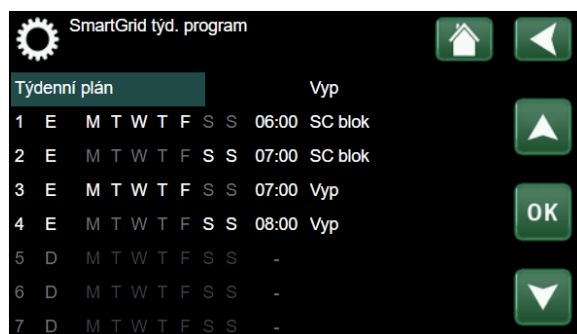 SmartGrid týd. program
Týdenní plán Vyp
1 E M T W T F S S 06:00 SC blok
2 E M T W T F S S 07:00 SC blok
3 E M T W T F S S 07:00 Vyp
4 E M T W T F S S 08:00 Vyp
OK
5 D M T W T F S S -
6 D M T W T F S S -
7 D M T W T F S S -